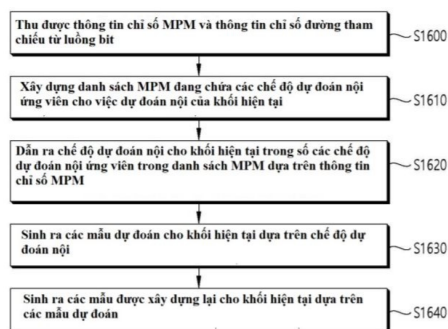 Thu được thông tin chỉ số MPM và thông tin chỉ số đường tham
chiếu từ luồng bit
S1600
Xây dựng danh sách MPM đang chứa các chế độ dự đoán nội
ứng viên cho việc dự đoán nội của khối hiện tại
S1610
Dẫn ra chế độ dự đoán nội cho khối hiện tại trong số các chế độ
dự đoán nội ứng viên trong danh sách MPM dựa trên thông tin
chỉ số MPM
S1620
Sinh ra các mẫu dự đoán cho khối hiện tại dựa trên chế độ dự
đoán nội
S1630
Sinh ra các mẫu được xây dựng lại cho khối hiện tại dựa trên
các mẫu dự đoán
S1640